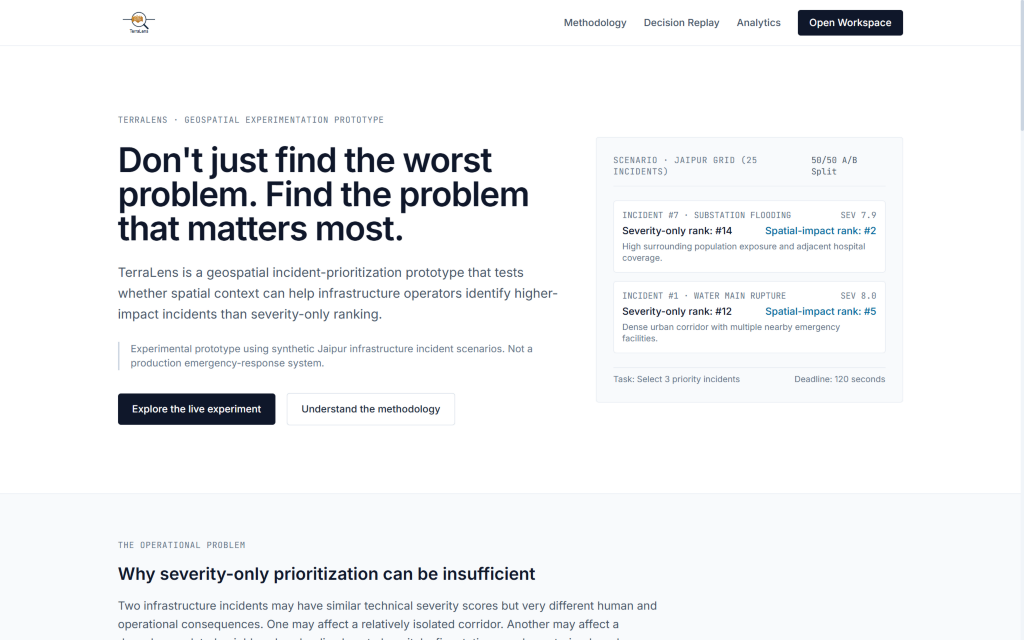 TerraLens
Methodology
Decision Replay
Analytics
Open Workspace
TERRALENS · GEOSPATIAL EXPERIMENTATION PROTOTYPE
Don't just find the worst
problem. Find the problem
that matters most.
TerraLens is a geospatial incident-prioritization prototype that tests
whether spatial context can help infrastructure operators identify higher-
impact incidents than severity-only ranking.
Experimental prototype using synthetic Jaipur infrastructure incident scenarios. Not a
production emergency-response system.
Explore the live experiment
Understand the methodology
SCENARIO · JAIPUR GRID (25
INCIDENTS)
50/50 A/B
Split
INCIDENT #7 · SUBSTATION FLOODING
SEV 7.9
Severity-only rank: #14
Spatial-impact rank: #2
High surrounding population exposure and adjacent hospital
coverage.
INCIDENT #1 · WATER MAIN RUPTURE
SEV 8.0
Severity-only rank: #12
Spatial-impact rank: #5
Dense urban corridor with multiple nearby emergency
facilities.
Task: Select 3 priority incidents
Deadline: 120 seconds
THE OPERATIONAL PROBLEM
Why severity-only prioritization can be insufficient
Two infrastructure incidents may have similar technical severity scores but very different human and
operational consequences. One may affect a relatively isolated corridor. Another may affect a